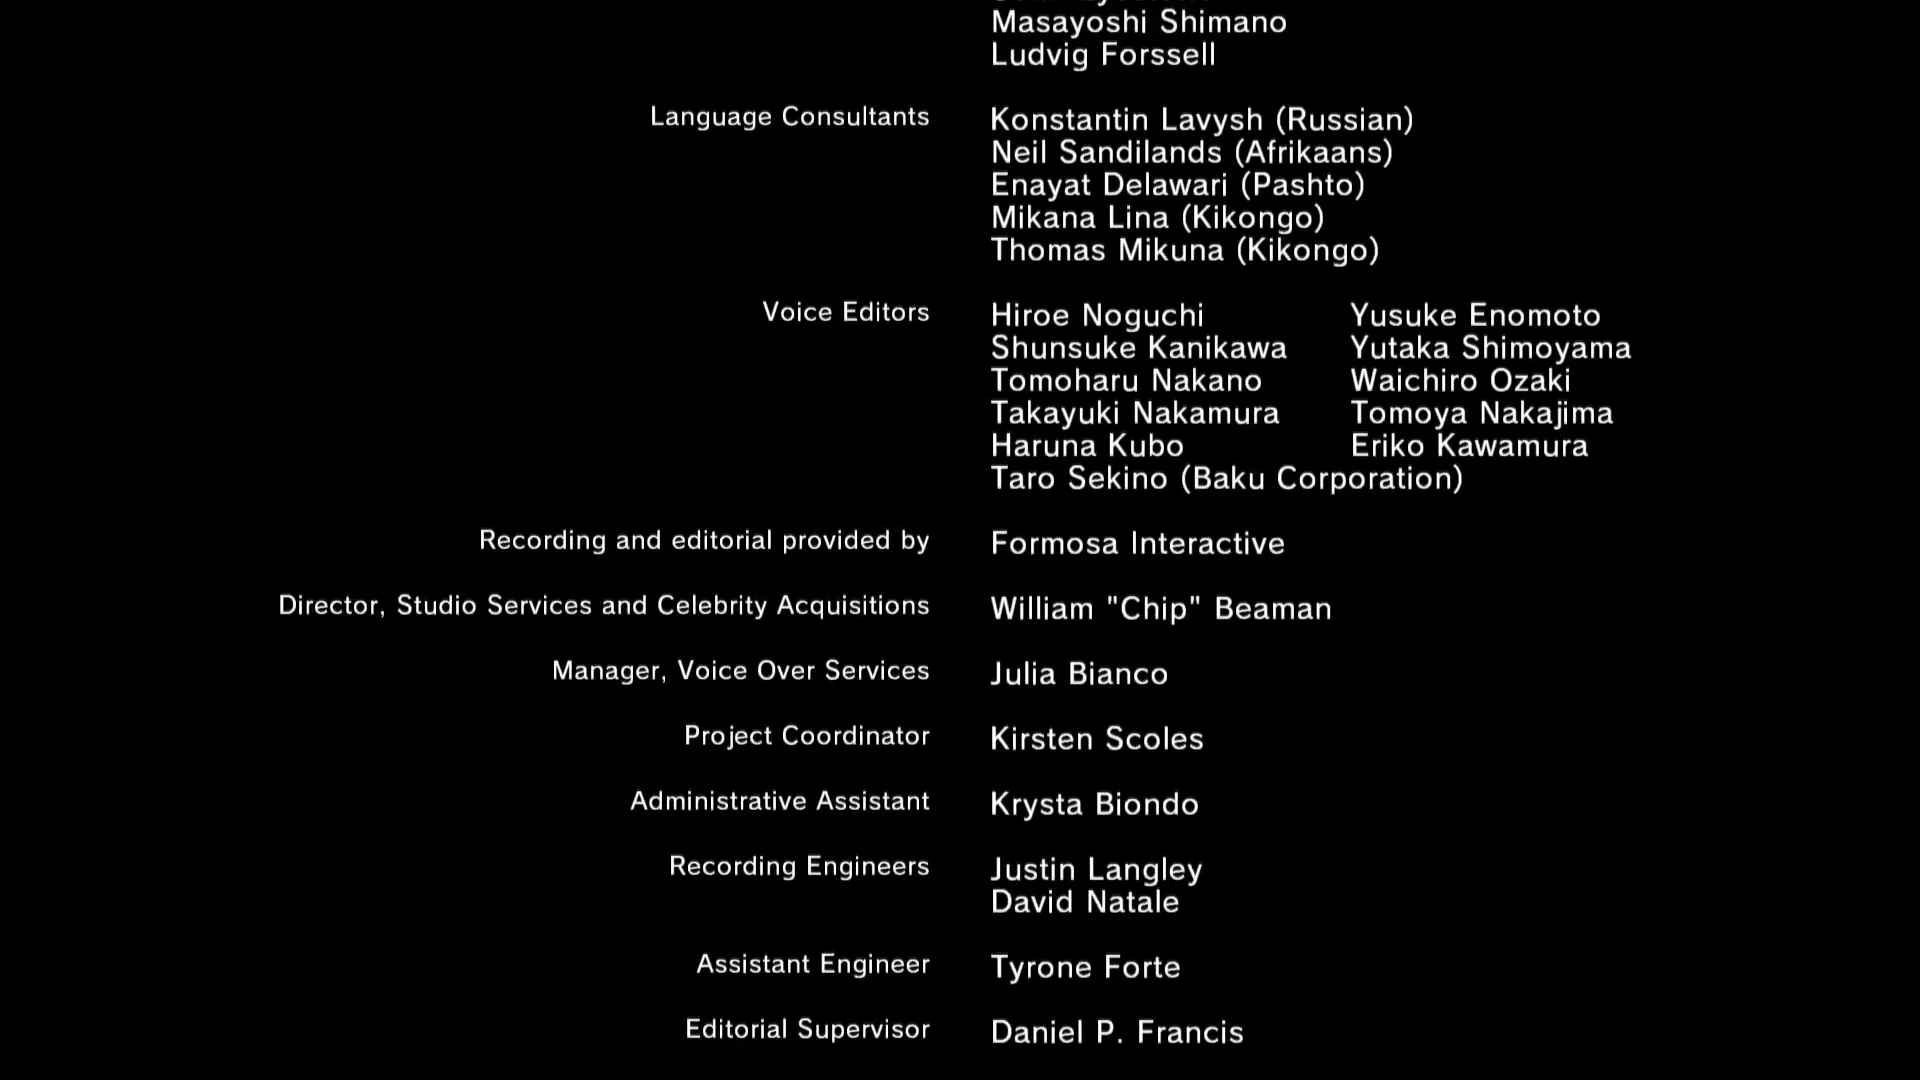 Masayoshi Shimano
Ludvig Forssell
Language Consultants Konstantin Lavysh (Russian)
Neil Sandilands (Afrikaans)
Enayat Delawari (Pashto)
Mikana Lina (Kikongo)
Thomas Mikuna (Kikongo)
Voice Editors Hiroe Noguchi Yusuke Enomoto
Shunsuke Kanikawa Yutaka Shimoyama
Tomoharu Nakano Waichiro Ozaki
Takayuki Nakamura Tomoya Nakajima
Haruna Kubo Eriko Kawamura
Taro Sekino (Baku Corporation)
Recording and editorial provided by Formosa Interactive
Director, Studio Services and Celebrity Acquisitions William "Chip" Beaman
Manager, Voice Over Services Julia Bianco
Project Coordinator Kirsten Scoles
Administrative Assistant Krysta Biondo
Recording Engineers Justin Langley
David Natale
Assistant Engineer Tyrone Forte
Editorial Supervisor Daniel P. Francis